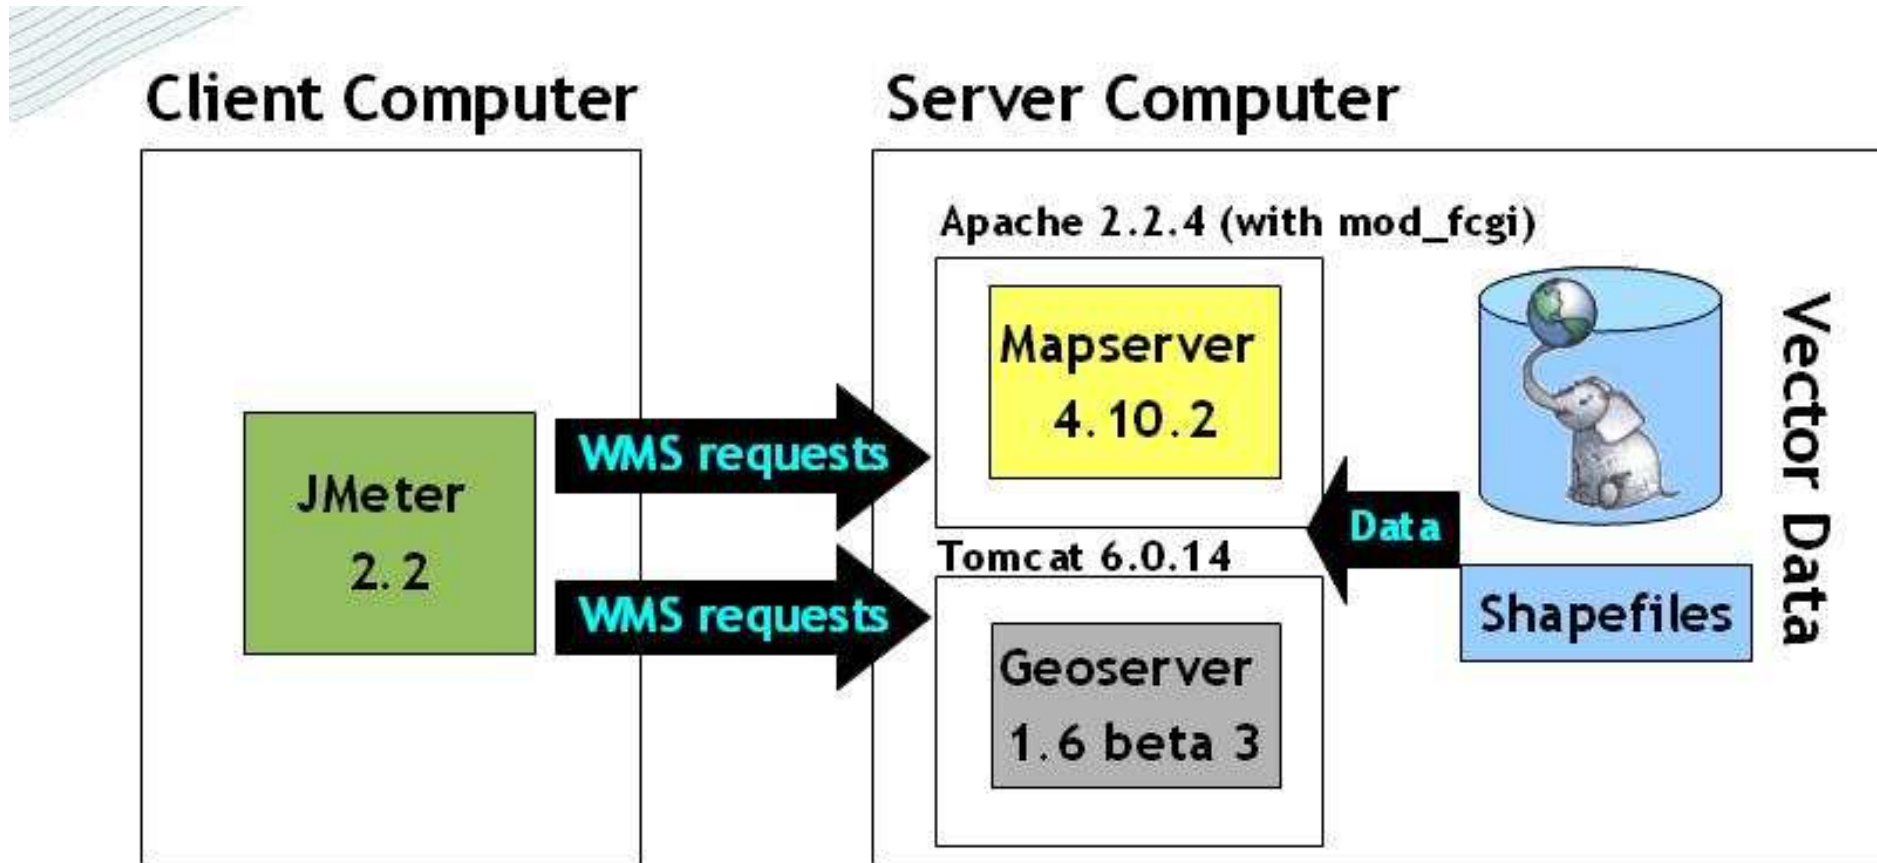 Client Computer
Server Computer
JMeter
2.2
WMS requests
WMS requests
Apache 2.2.4 (with mod_fcgi)
Mapserver
4.10.2
Tomcat 6.0.14
Geoserver
1.6 beta 3
Data
Shapefiles
Vector Data